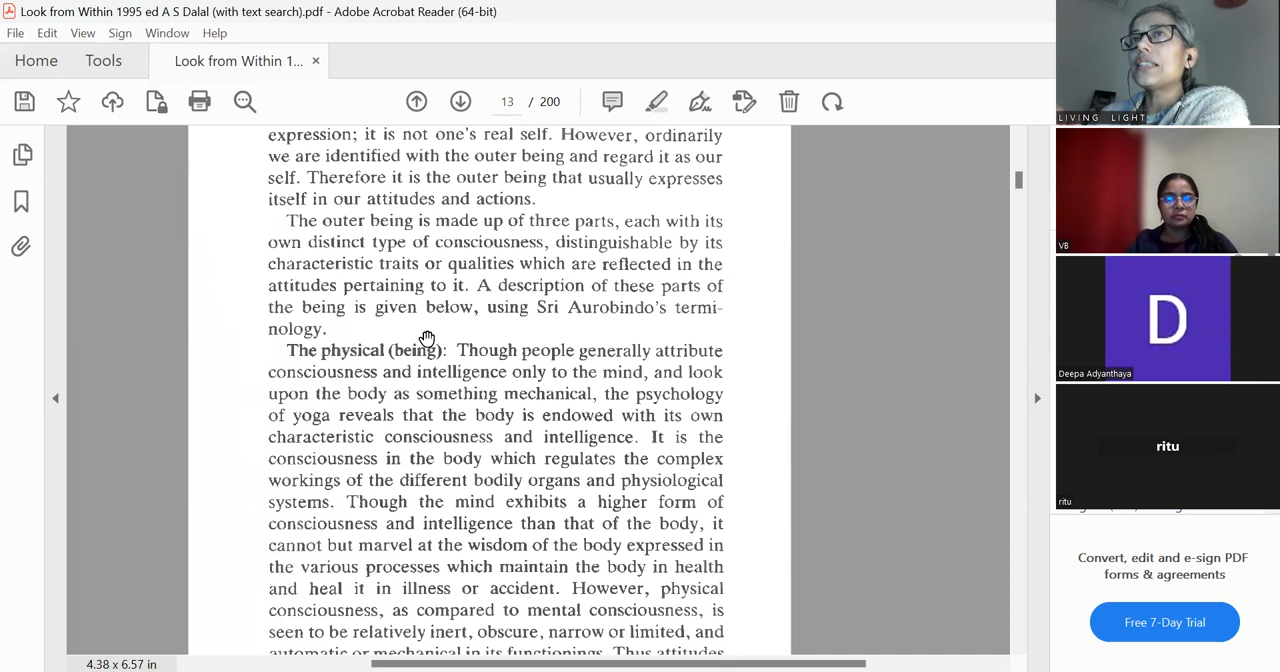 Look from Within 1995 ed A S Dalal (with text search).pdf - Adobe Acrobat Reader (64-bit)
File Edit View Sign Window Help
Home Tools Look from Within 1... ×
13 / 200
expression; it is not one's real self. However, ordinarily
we are identified with the outer being and regard it as our
self. Therefore it is the outer being that usually expresses
itself in our attitudes and actions.
The outer being is made up of three parts, each with its
own distinct type of consciousness, distinguishable by its
characteristic traits or qualities which are reflected in the
attitudes pertaining to it. A description of these parts of
the being is given below, using Sri Aurobindo's termi-
nology.
The physical (being): Though people generally attribute
consciousness and intelligence only to the mind, and look
upon the body as something mechanical, the psychology
of yoga reveals that the body is endowed with its own
characteristic consciousness and intelligence. It is the
consciousness in the body which regulates the complex
workings of the different bodily organs and physiological
systems. Though the mind exhibits a higher form of
consciousness and intelligence than that of the body, it
cannot but marvel at the wisdom of the body expressed in
the various processes which maintain the body in health
and heal it in illness or accident. However, physical
consciousness, as compared to mental consciousness, is
seen to be relatively inert, obscure, narrow or limited, and
automatic or mechanical in its functionings. Thus attitudes
4.38 x 6.57 in
LIVING LIGHT
VB
D
Deepa Adyanthaya
ritu
ritu
Convert, edit and e-sign PDF
forms & agreements
Free 7-Day Trial